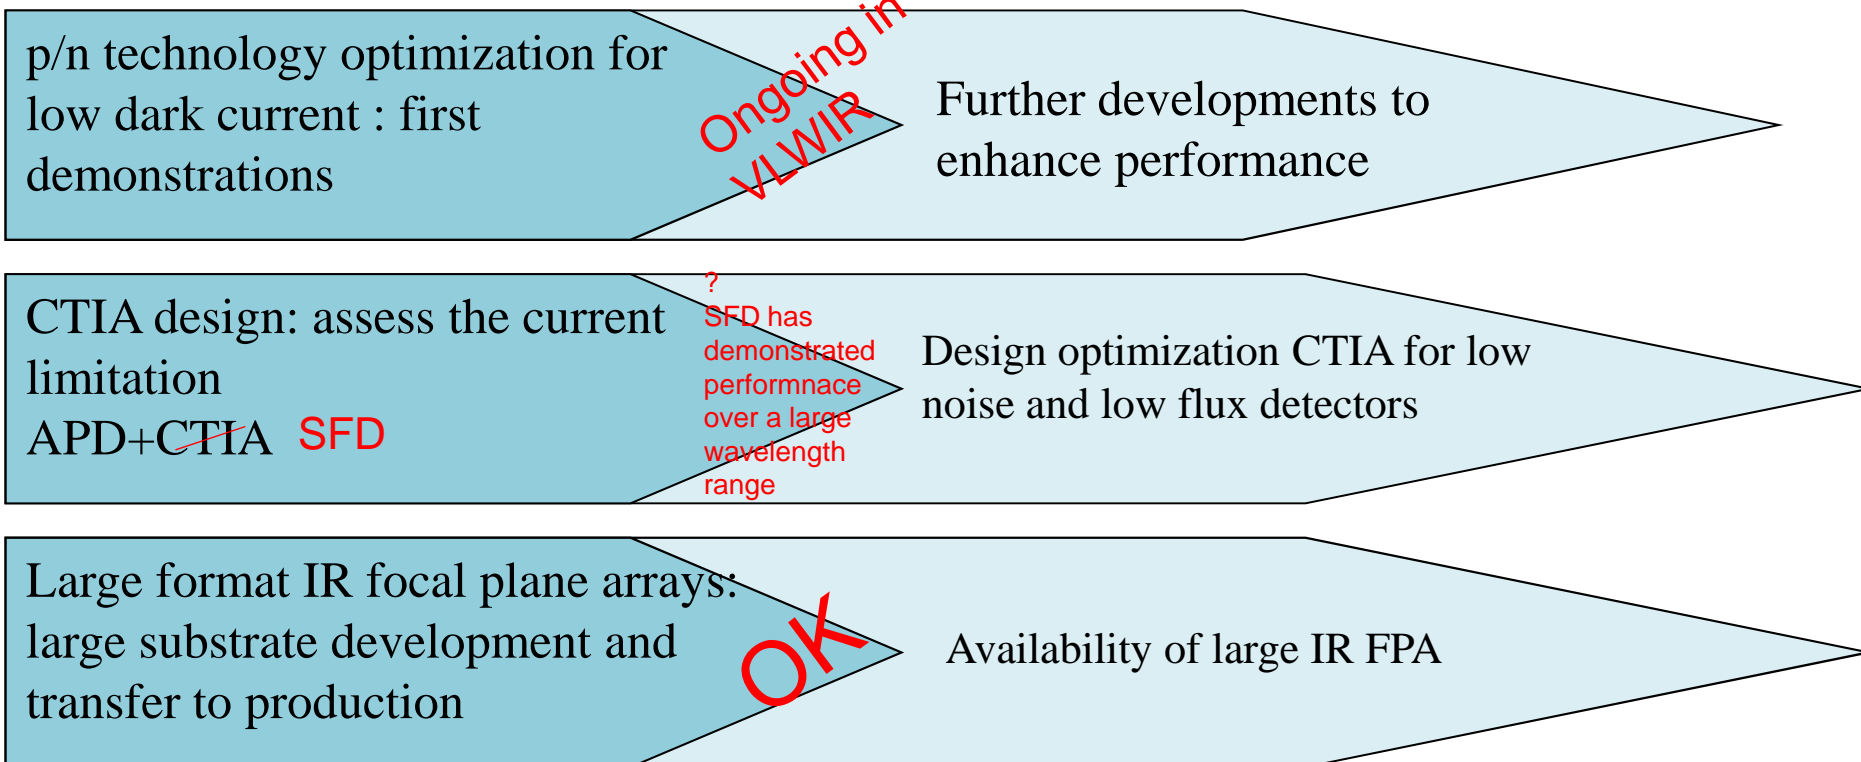 p/n technology optimization for
low dark current : first
demonstrations
Ongoing in
VLWIR
Further developments to
enhance performance
CTIA design: assess the current
limitation
APD+CTIA SFD
?
SFD has
demonstrated
performnace
over a large
wavelength
range
Design optimization CTIA for low
noise and low flux detectors
Large format IR focal plane arrays:
large substrate development and
transfer to production
OK
Availability of large IR FPA